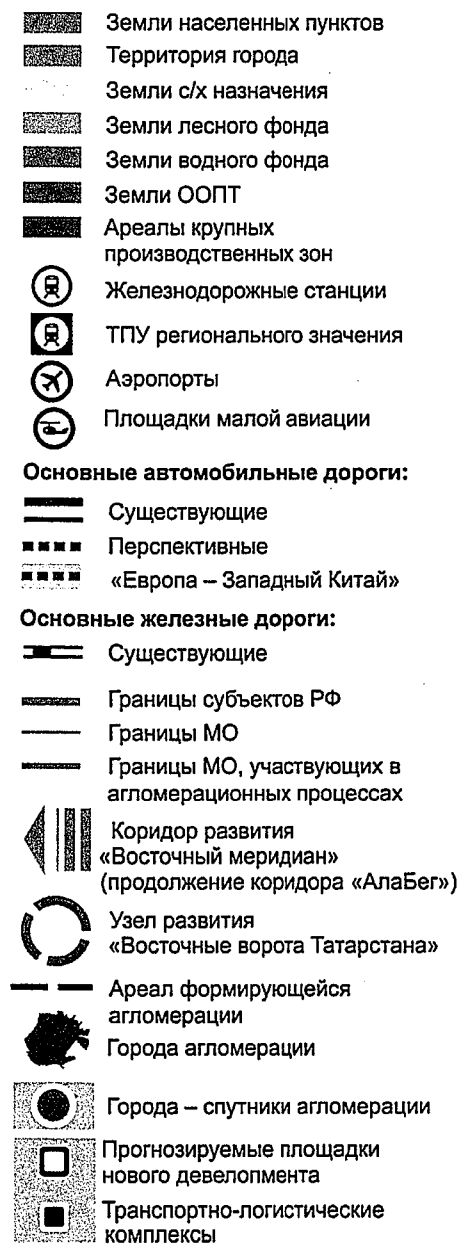 Земли населенных пунктов
Территория города
Земли с/х назначения
Земли лесного фонда
Земли водного фонда
Земли ООПТ
Ареалы крупных
производственных зон
Железнодорожные станции
ТПУ регионального значения
Аэропорты
Площадки малой авиации
Основные автомобильные дороги:
Существующие
Перспективные
«Европа – Западный Китай»
Основные железные дороги:
Существующие
Границы субъектов РФ
Границы МО
Границы МО, участвующих в
агломерационных процессах
Коридор развития
«Восточный меридиан»
(продолжение коридора «АлаБег»)
Узел развития
«Восточные ворота Татарстана»
Ареал формирующейся
агломерации
Города агломерации
Города – спутники агломерации
Прогнозируемые площадки
нового девелопмента
Транспортно-логистические
комплексы